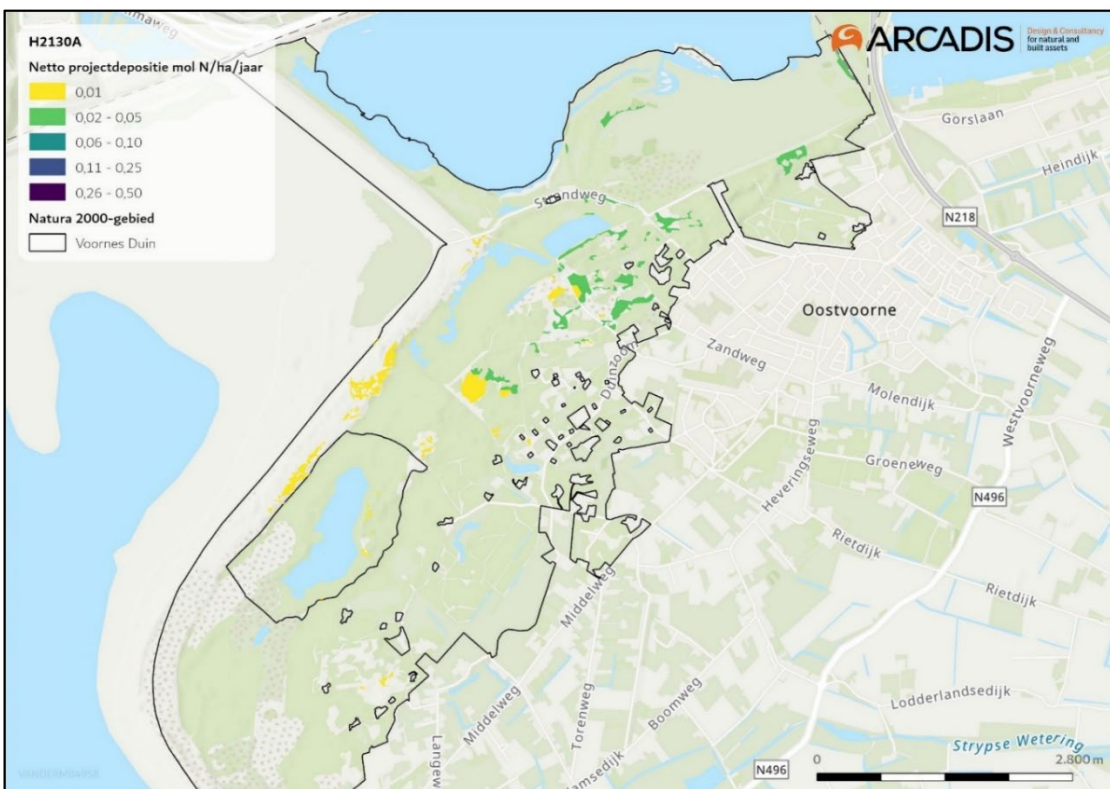 H2130A
Netto projectdepositie mol N/ha/jaar
0,01
0,02 - 0,05
0,06 - 0,10
0,11 - 0,25
0,26 - 0,50
Natura 2000-gebied
Voornes Duin
ARCADIS
Design & Consultancy
for natural and
built assets
Gorslaan
Heindijk
N218
Strandweg
Oostvoorne
Zandweg
Duinzoom
Molendijk
Westvoorneweg
Heveringseweg
Groeneweg
N496
Rietdijk
Rietdijk
Middelweg
Middelweg
Torenweg
Boomweg
Lodderlandsedijk
Strypse Wetering
N496
0
2.800 m